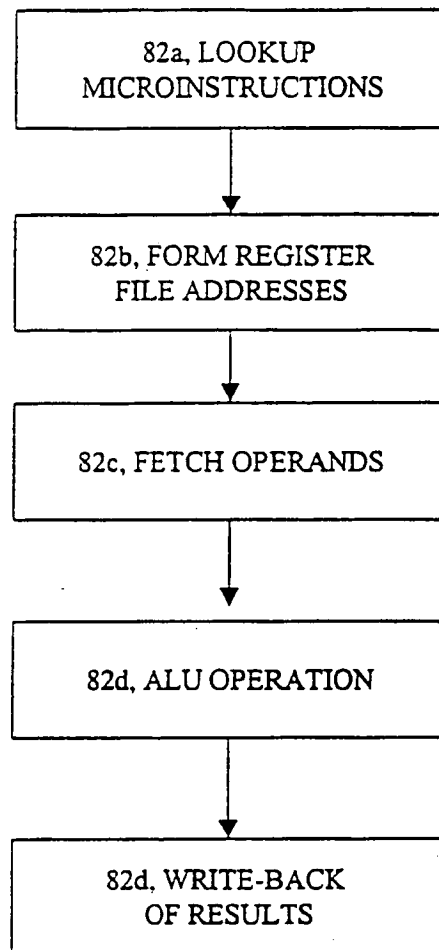 82a, LOOKUP
MICROINSTRUCTIONS
82b, FORM REGISTER
FILE ADDRESSES
82c, FETCH OPERANDS
82d, ALU OPERATION
82d, WRITE-BACK
OF RESULTS